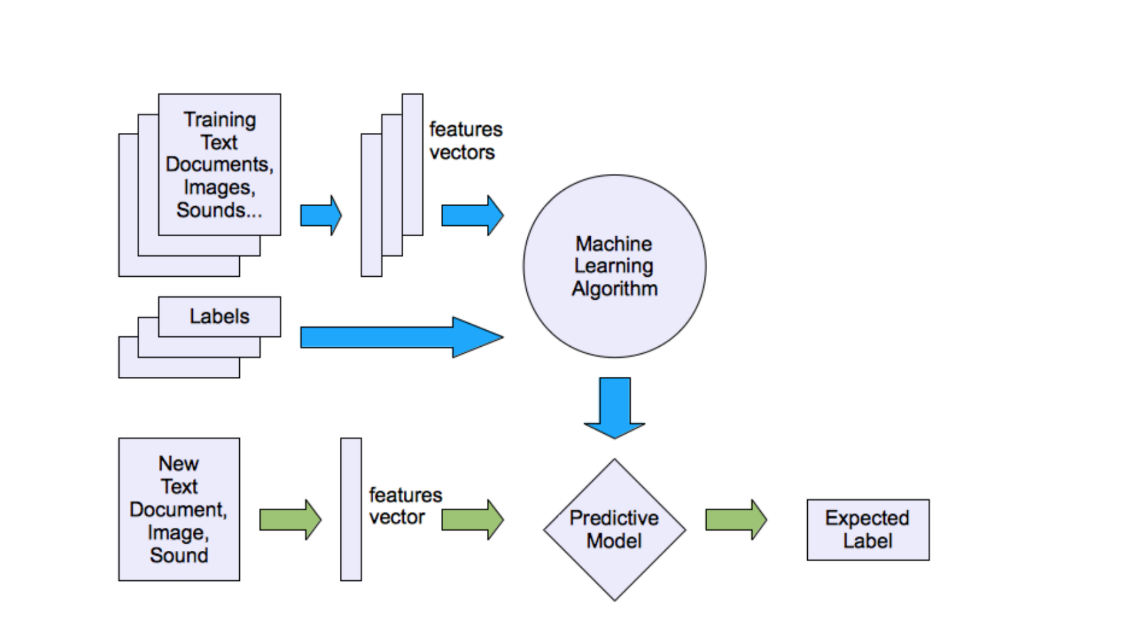 Training
Text
Documents,
Images,
Sounds...
features
vectors
Machine
Learning
Algorithm
Labels
New
Text
Document,
Image,
Sound
features
vector
Predictive
Model
Expected
Label